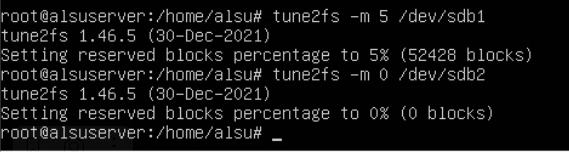 root@alsuserver:/home/alsu# tune2fs -m 5 /dev/sdb1
tune2fs 1.46.5 (30-Dec-2021)
Setting reserved blocks percentage to 5% (52428 blocks)
root@alsuserver:/home/alsu# tune2fs -m 0 /dev/sdb2
tune2fs 1.46.5 (30-Dec-2021)
Setting reserved blocks percentage to 0% (0 blocks)
root@alsuserver:/home/alsu# _